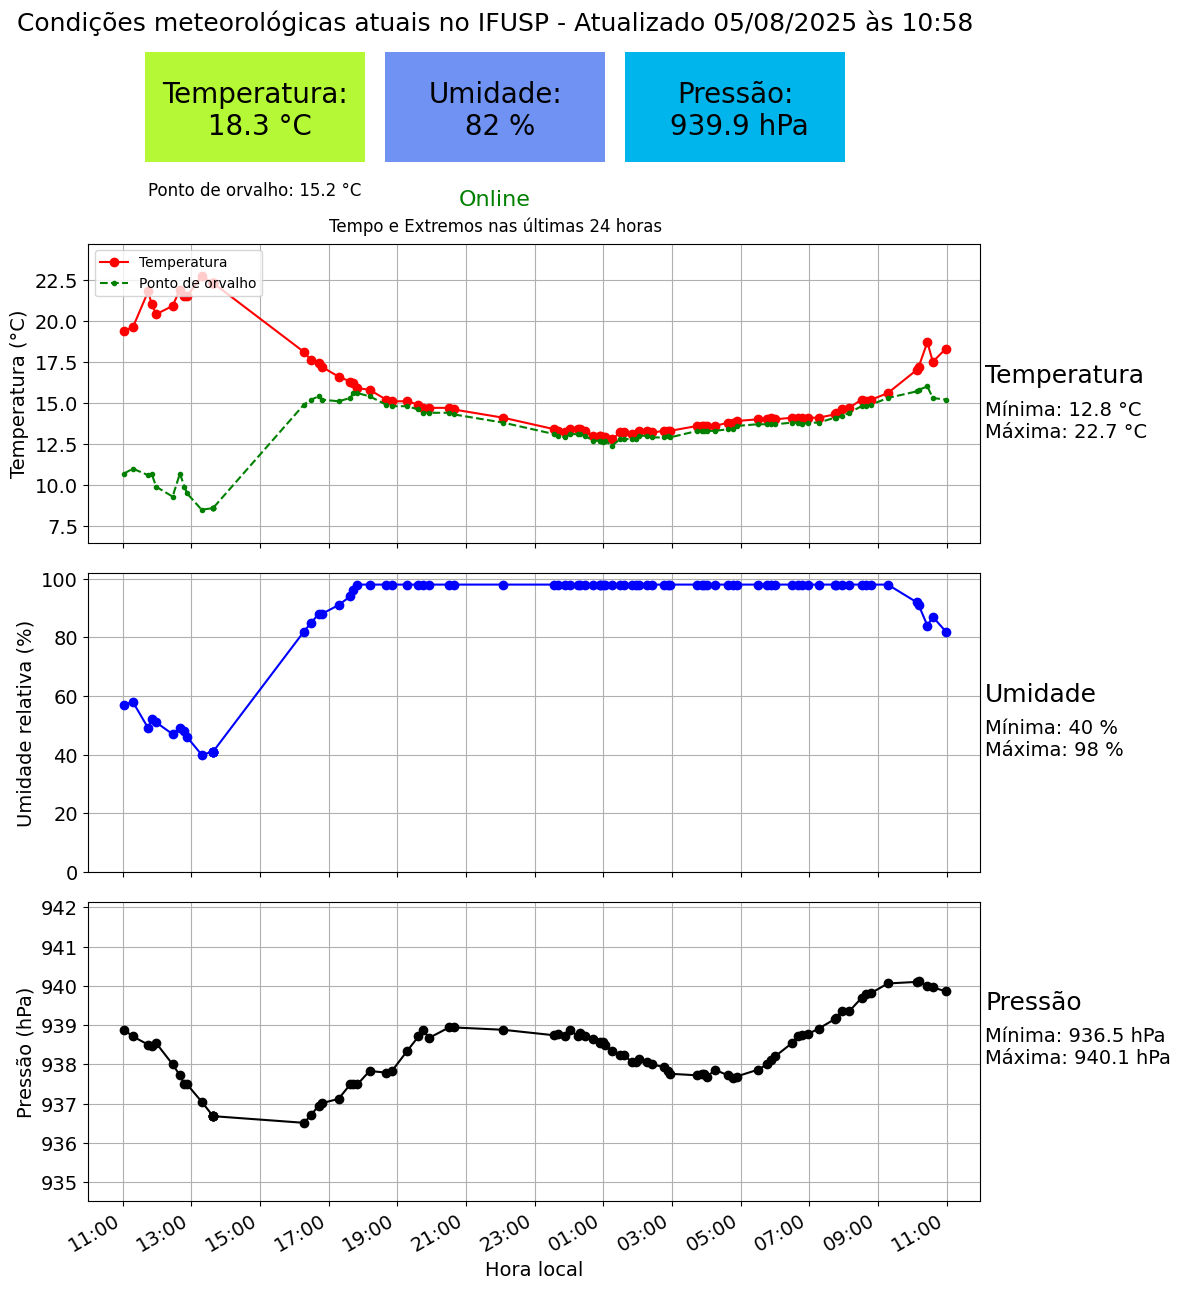 Condições meteorológicas atuais no IFUSP - Atualizado 05/08/2025 às 10:58
Temperatura:
18.3 °C
Umidade:
82 %
Pressão:
939.9 hPa
Ponto de orvalho: 15.2 °C
Online
Tempo e Extremos nas últimas 24 horas
Temperatura
Ponto de orvalho
Temperatura (°C)
22.5
20.0
17.5
15.0
12.5
10.0
7.5
Temperatura
Mínima: 12.8 °C
Máxima: 22.7 °C
Umidade relativa (%)
100
80
60
40
20
0
Umidade
Mínima: 40 %
Máxima: 98 %
Pressão (hPa)
942
941
940
939
938
937
936
935
Pressão
Mínima: 936.5 hPa
Máxima: 940.1 hPa
11:00
13:00
15:00
17:00
19:00
21:00
23:00
01:00
03:00
05:00
07:00
09:00
11:00
Hora local